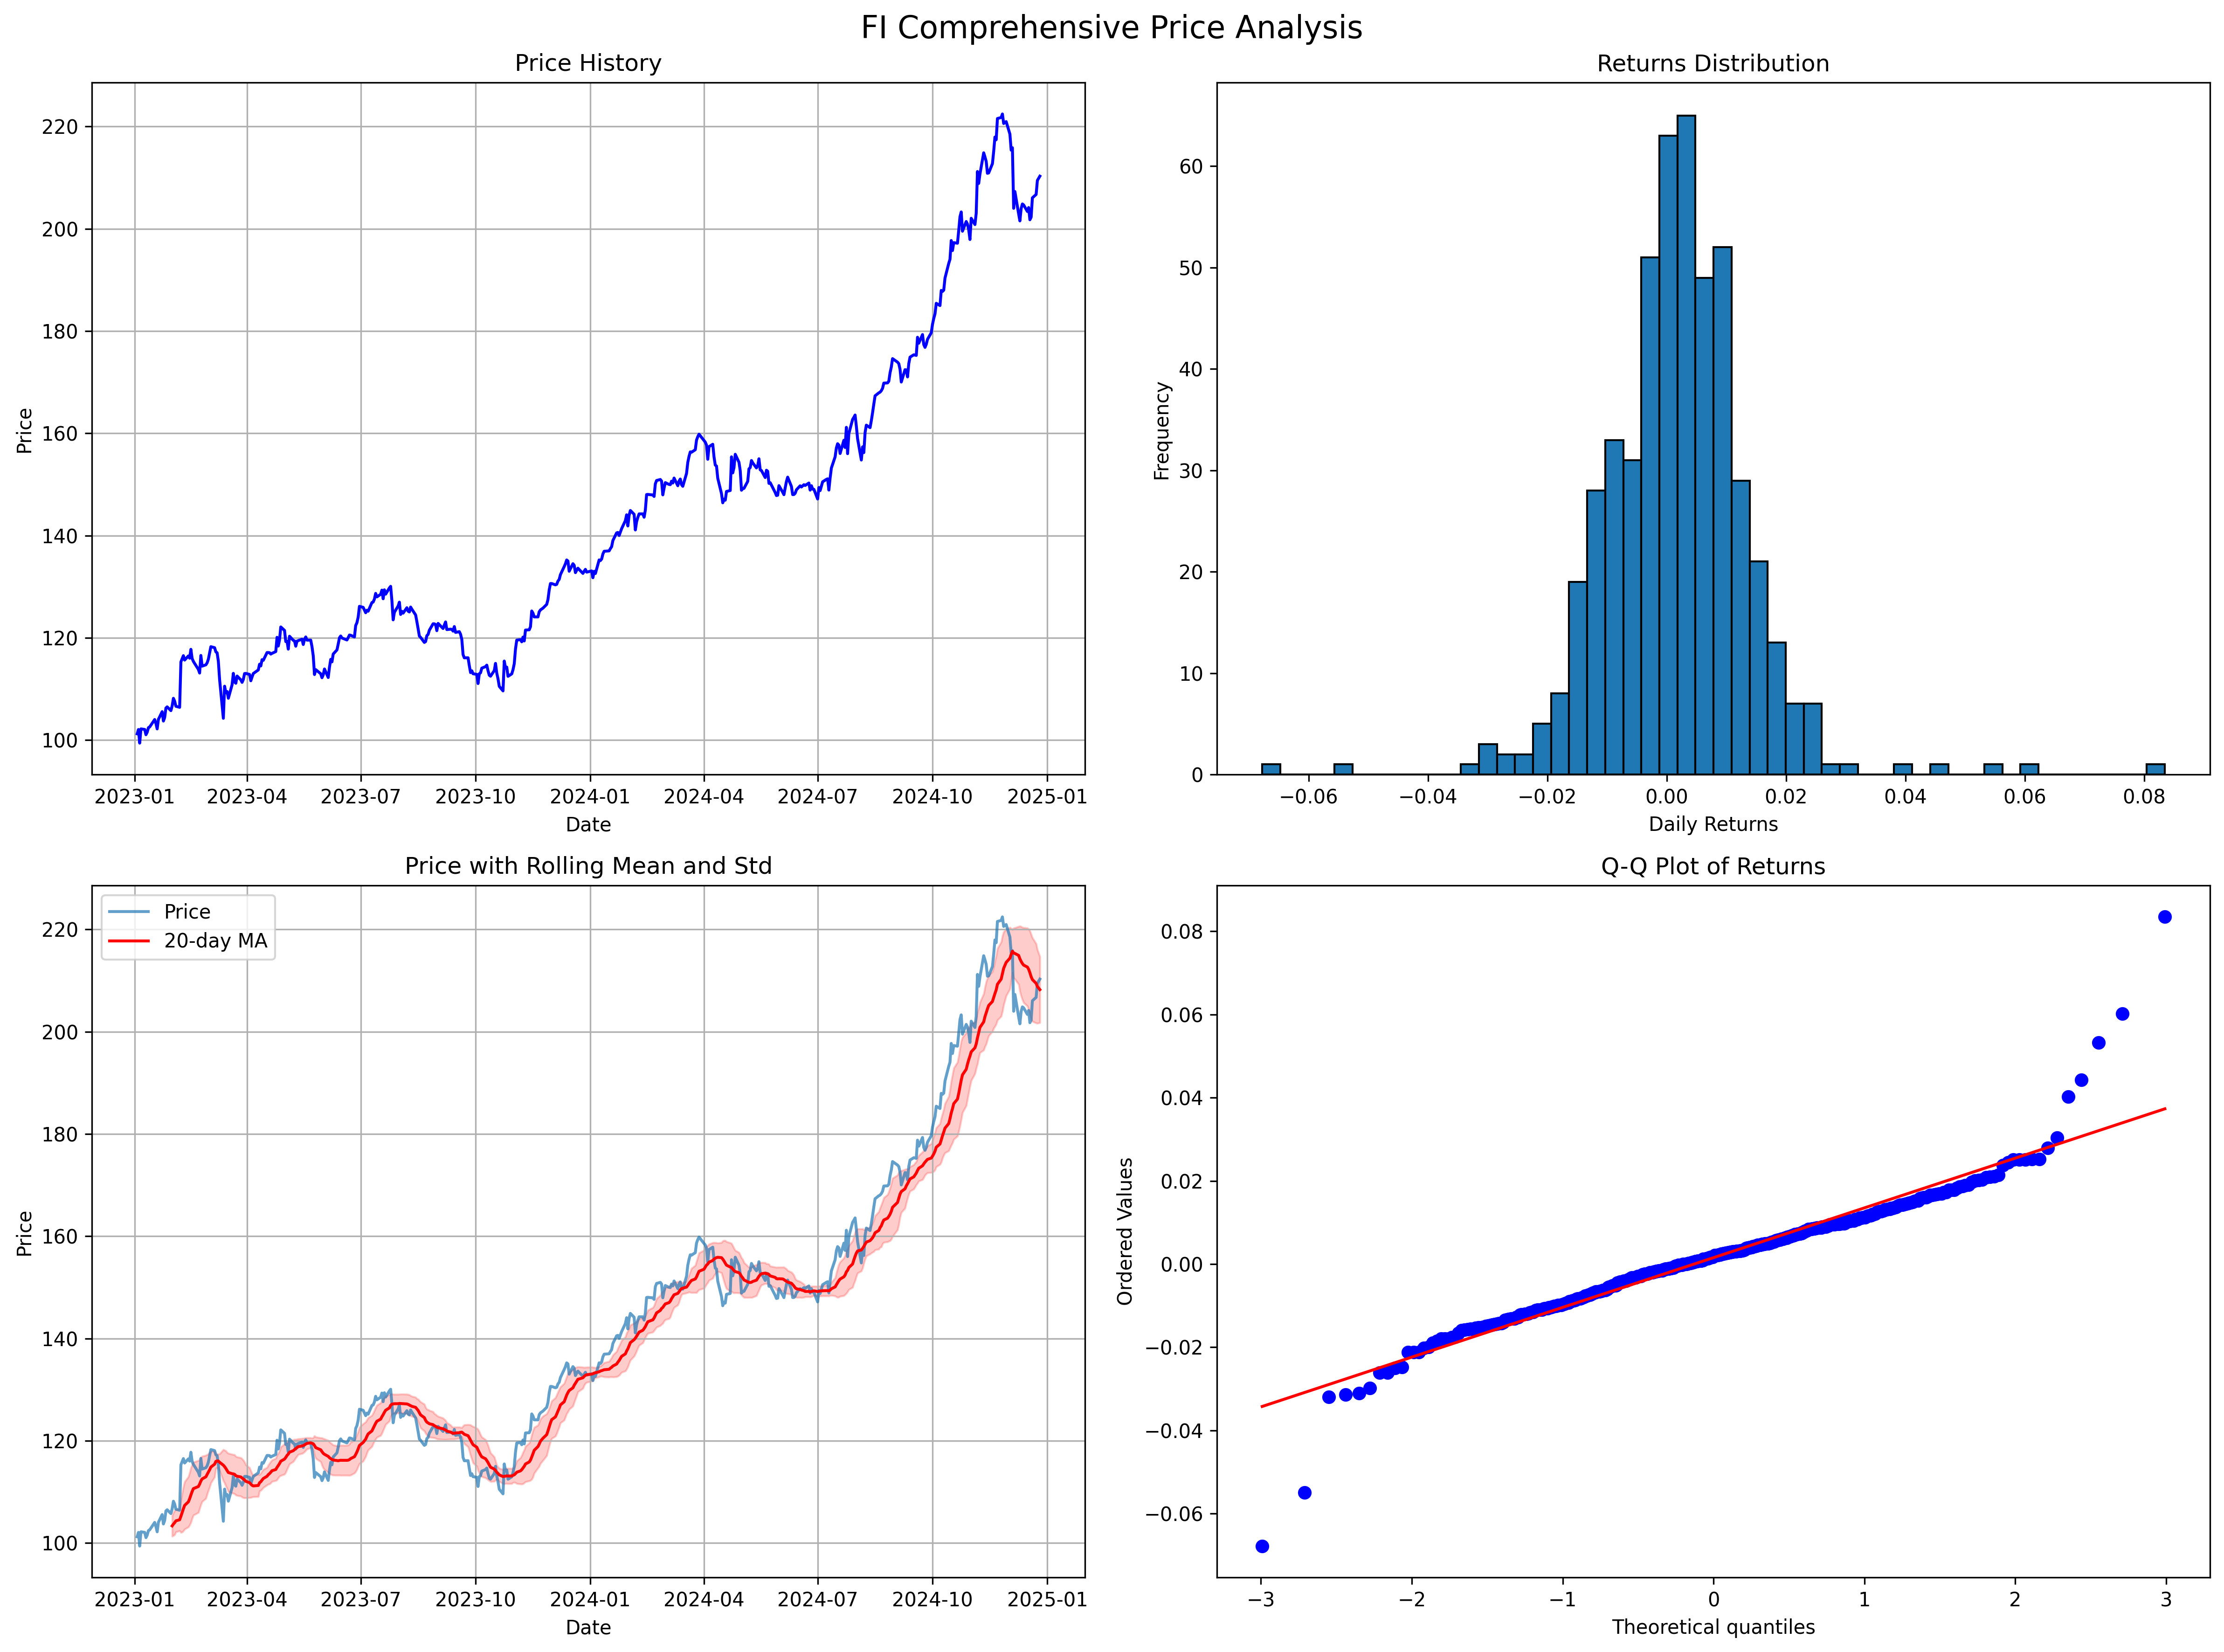 FI Comprehensive Price Analysis
Price History
Price
220
200
180
160
140
120
100
2023-01 2023-04 2023-07 2023-10 2024-01 2024-04 2024-07 2024-10 2025-01
Date
Returns Distribution
Frequency
60
50
40
30
20
10
0
−0.06 −0.04 −0.02 0.00 0.02 0.04 0.06 0.08
Daily Returns
Price with Rolling Mean and Std
Price
20-day MA
Price
220
200
180
160
140
120
100
2023-01 2023-04 2023-07 2023-10 2024-01 2024-04 2024-07 2024-10 2025-01
Date
Q-Q Plot of Returns
Ordered Values
0.08
0.06
0.04
0.02
0.00
−0.02
−0.04
−0.06
−3 −2 −1 0 1 2 3
Theoretical quantiles